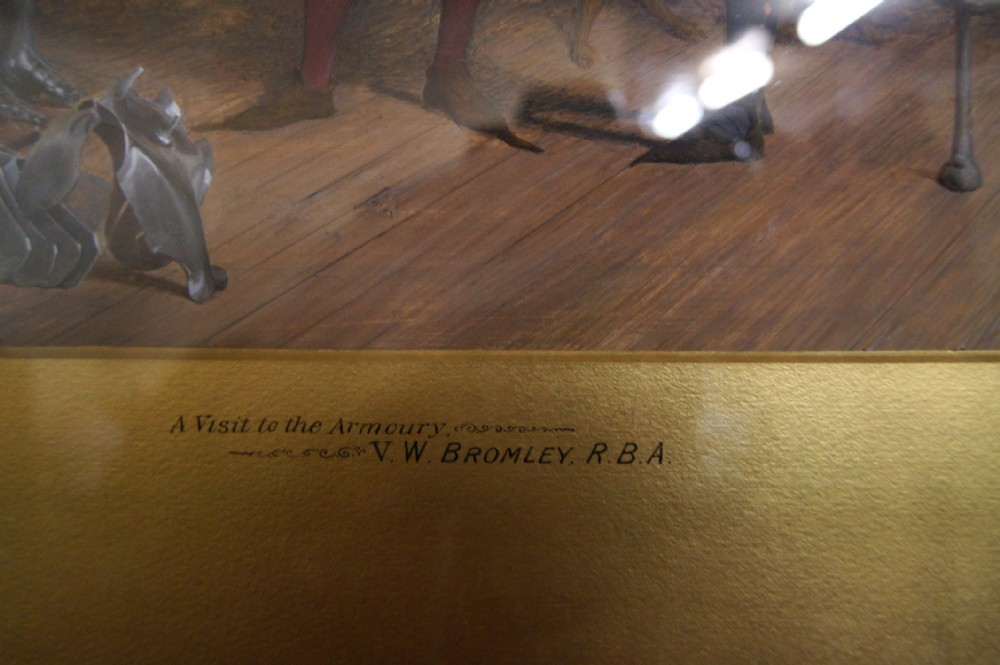 A Visit to the Armoury,
V. W. BROMLEY, R.B.A.